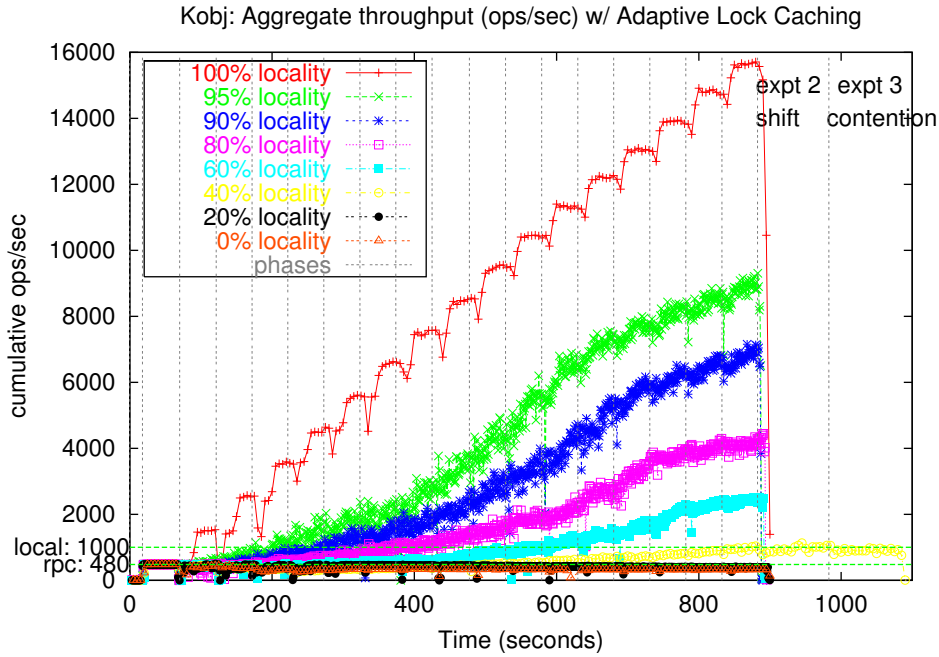 Kobj: Aggregate throughput (ops/sec) w/ Adaptive Lock Caching
16000
14000
12000
10000
8000
6000
4000
2000
local: 1000
rpc: 480
0
cumulative ops/sec
100% locality
95% locality
90% locality
80% locality
60% locality
40% locality
20% locality
0% locality
phases
expt 2
shift
expt 3
contention
0
200
400
600
800
1000
Time (seconds)